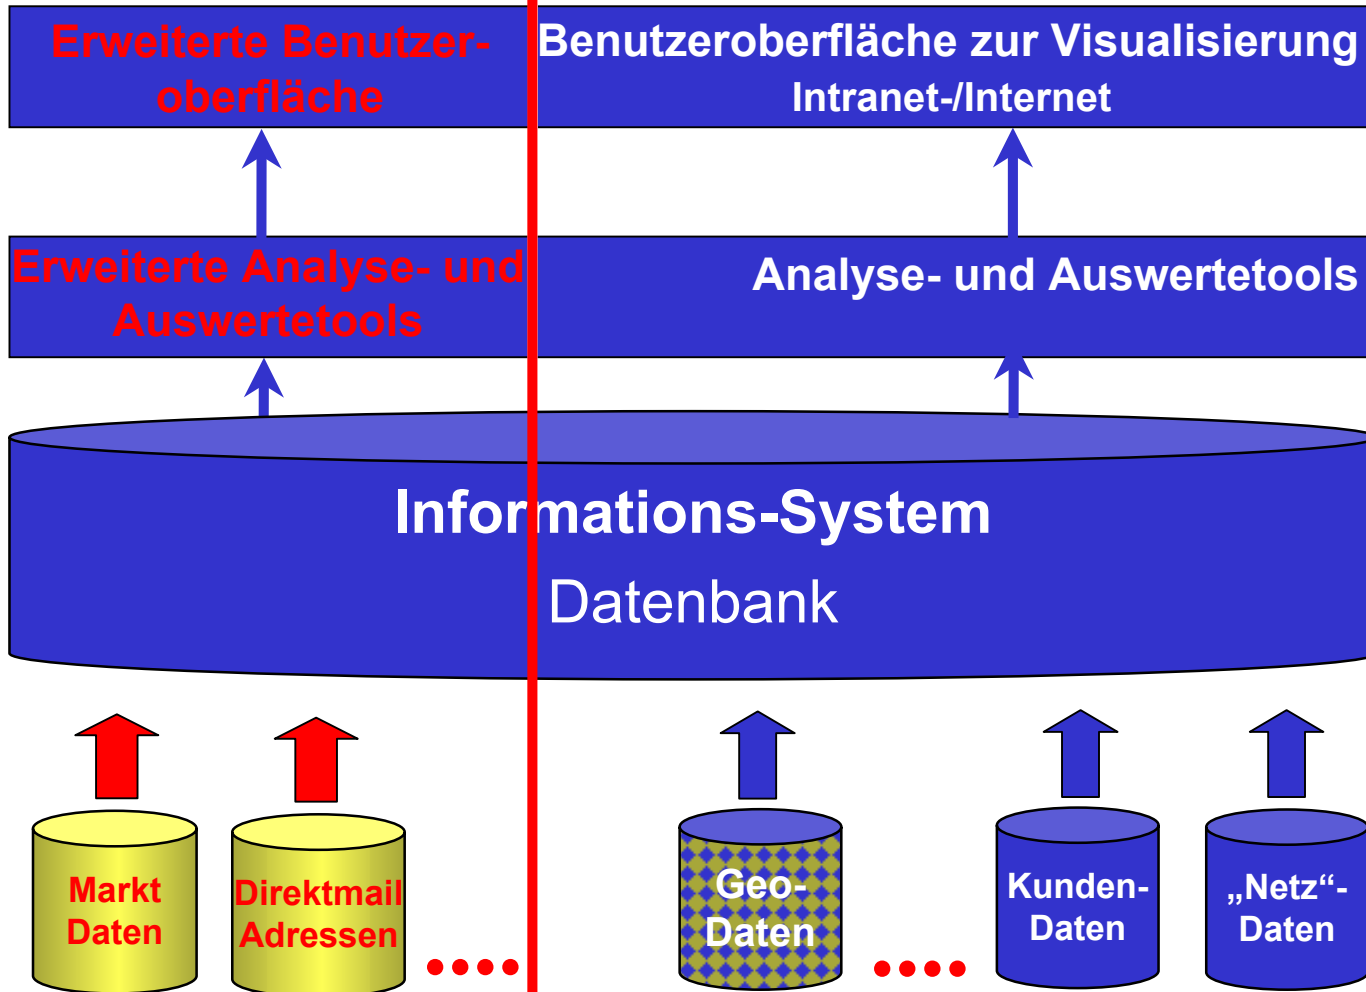 Erweiterte Benutzer-
oberfläche
Benutzeroberfläche zur Visualisierung
Intranet-/Internet
Erweiterte Analyse- und
Auswertetools
Analyse- und Auswertetools
Informations-System
Datenbank
Markt
Daten
Direktmail
Adressen
Geo-
Daten
Kunden-
Daten
„Netz“-
Daten